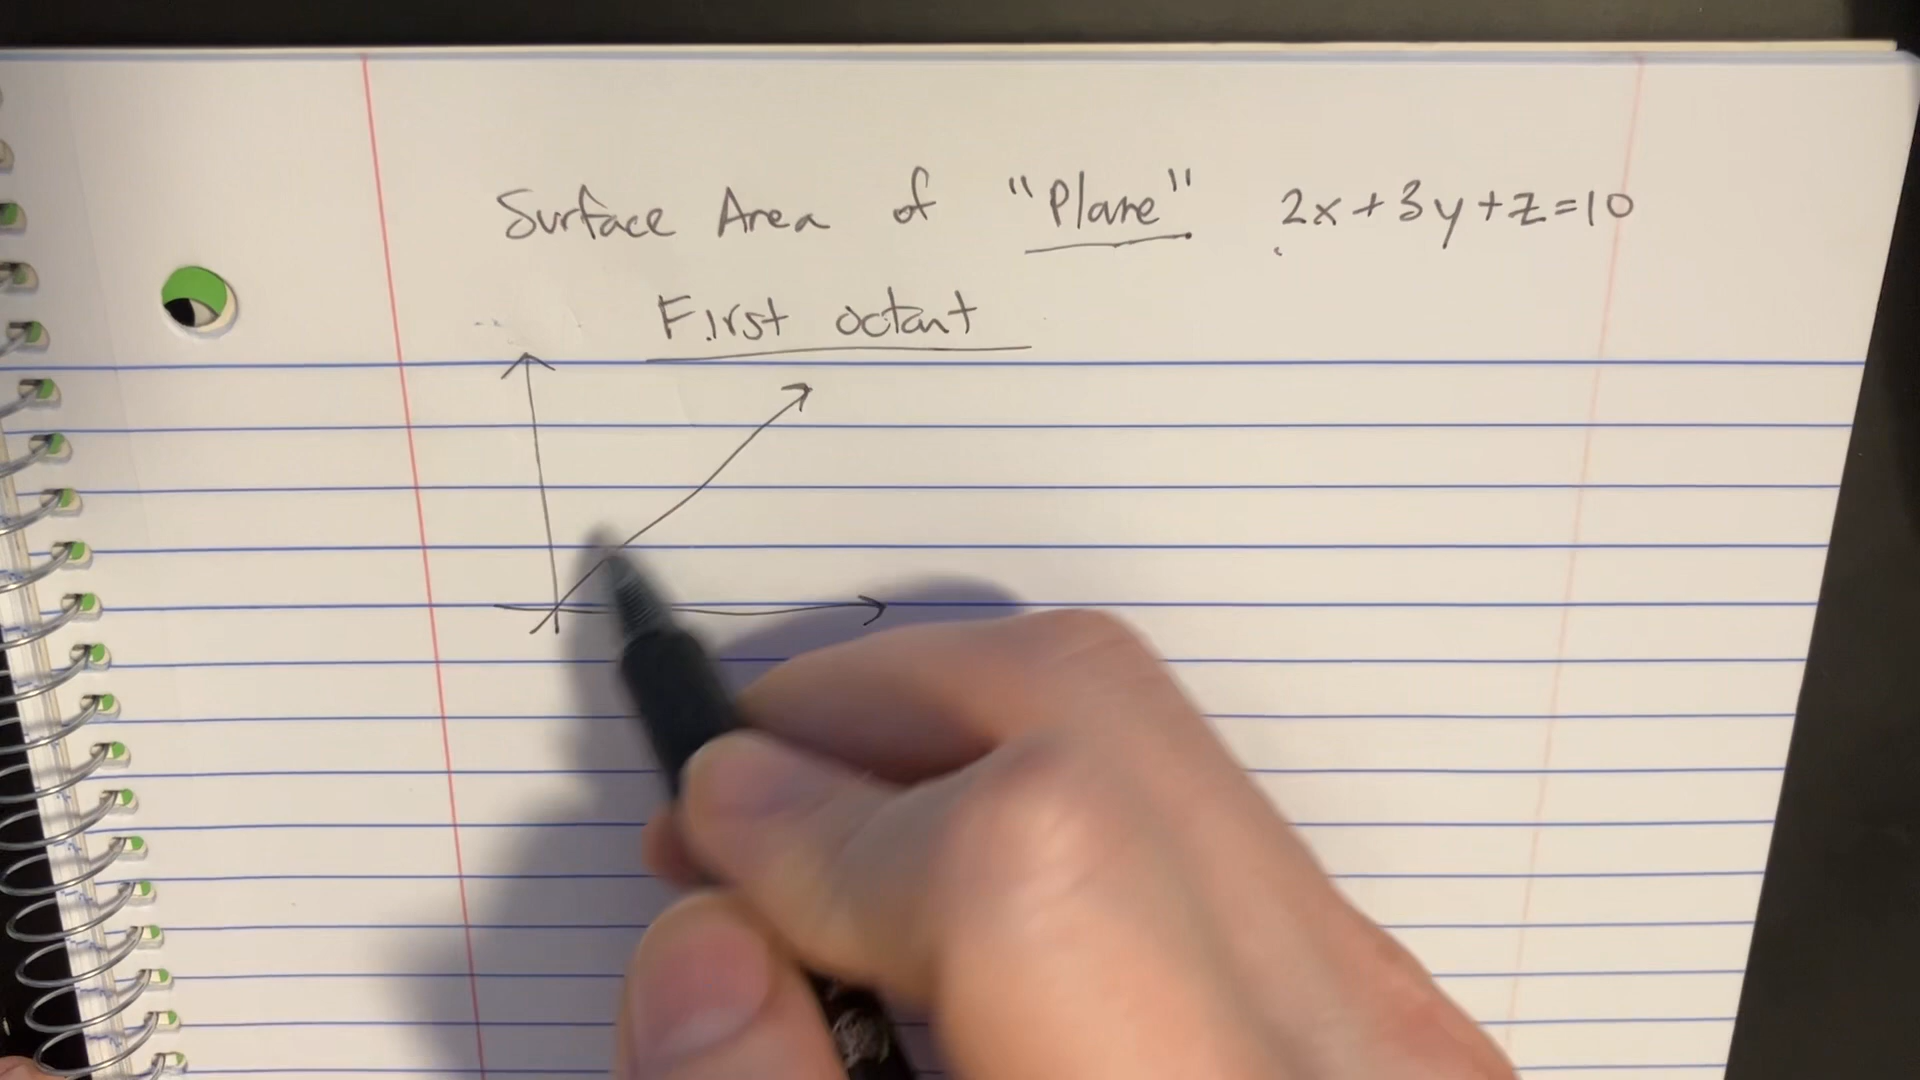 Surface Area of "Plane" 2x+3y+z=10
First octant